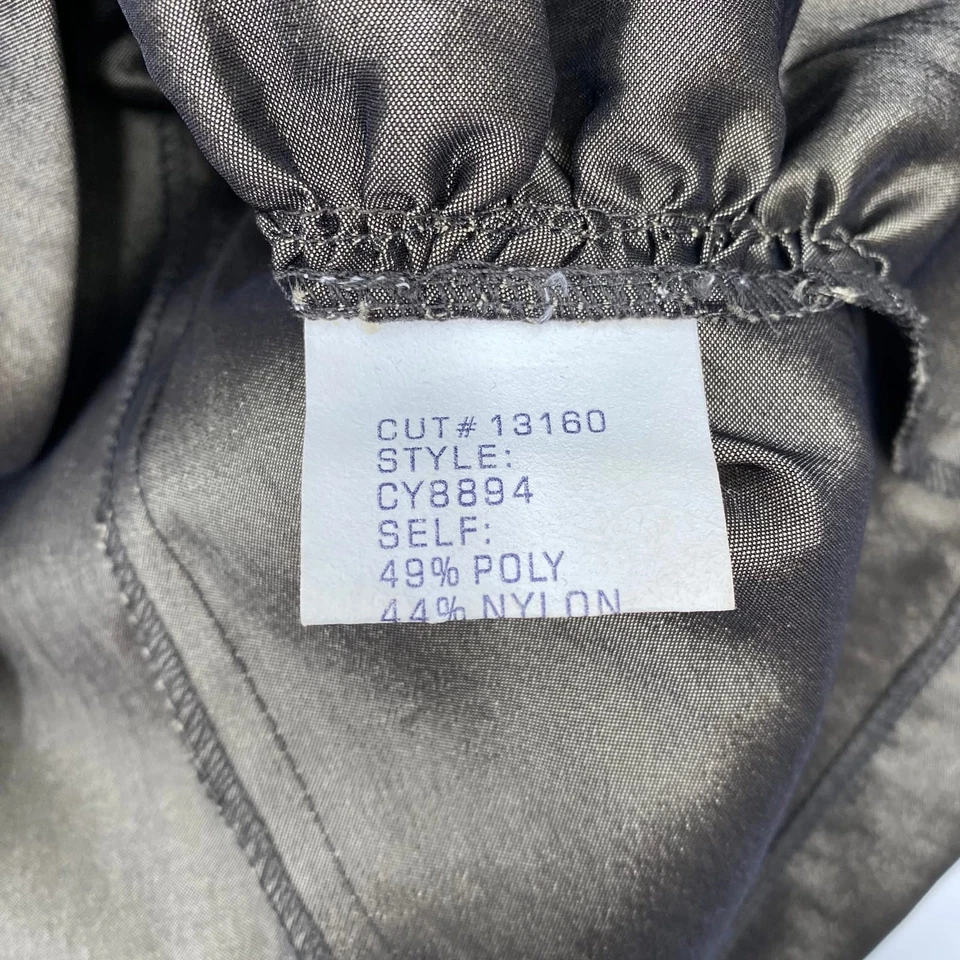 CUT# 13160
STYLE:
CY8894
SELF:
49% POLY
44% NYLON